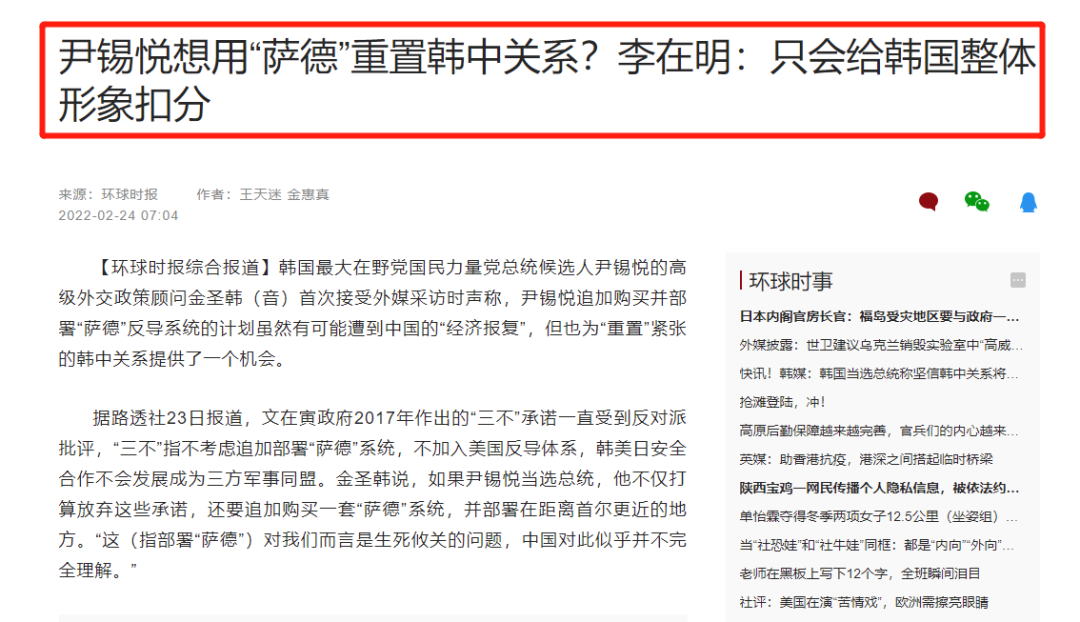 尹锡悦想用“萨德”重置韩中关系？李在明：只会给韩国整体
形象扣分
来源：环球时报 作者：王天迷 金惠真
2022-02-24 07:04
【环球时报综合报道】韩国最大在野党国民力量党总统候选人尹锡悦的高
级外交政策顾问金圣韩（音）首次接受外媒采访时声称，尹锡悦追加购买并部
署“萨德”反导系统的计划虽然有可能遭到中国的“经济报复”，但也为“重置”紧张
的韩中关系提供了一个机会。
据路透社23日报道，文在寅政府2017年作出的“三不”承诺一直受到反对派
批评，“三不”指不考虑追加部署“萨德”系统，不加入美国反导体系，韩美日安全
合作不会发展成为三方军事同盟。金圣韩说，如果尹锡悦当选总统，他不仅打
算放弃这些承诺，还要追加购买一套“萨德”系统，并部署在距离首尔更近的地
方。“这（指部署“萨德”）对我们而言是生死攸关的问题，中国对此似乎并不完
全理解。”
环球时事
日本内阁官房长官：福岛受灾地区要与政府一...
外媒披露：世卫建议乌克兰销毁实验室中“高威...
快讯！韩媒：韩国当选总统称坚信韩中关系将...
抢滩登陆，冲！
高原后勤保障越来越完善，官兵们的内心越来...
英媒：助香港抗疫，港深之间搭起临时桥梁
陕西宝鸡一网民传播个人隐私信息，被依法约...
单怡霖夺得冬季两项女子12.5公里（坐姿组）...
当“社恐娃”和“社牛娃”同框：都是“内向”“外向”...
老师在黑板上写下12个字，全班瞬间泪目
社评：美国在演“苦情戏”，欧洲需擦亮眼睛